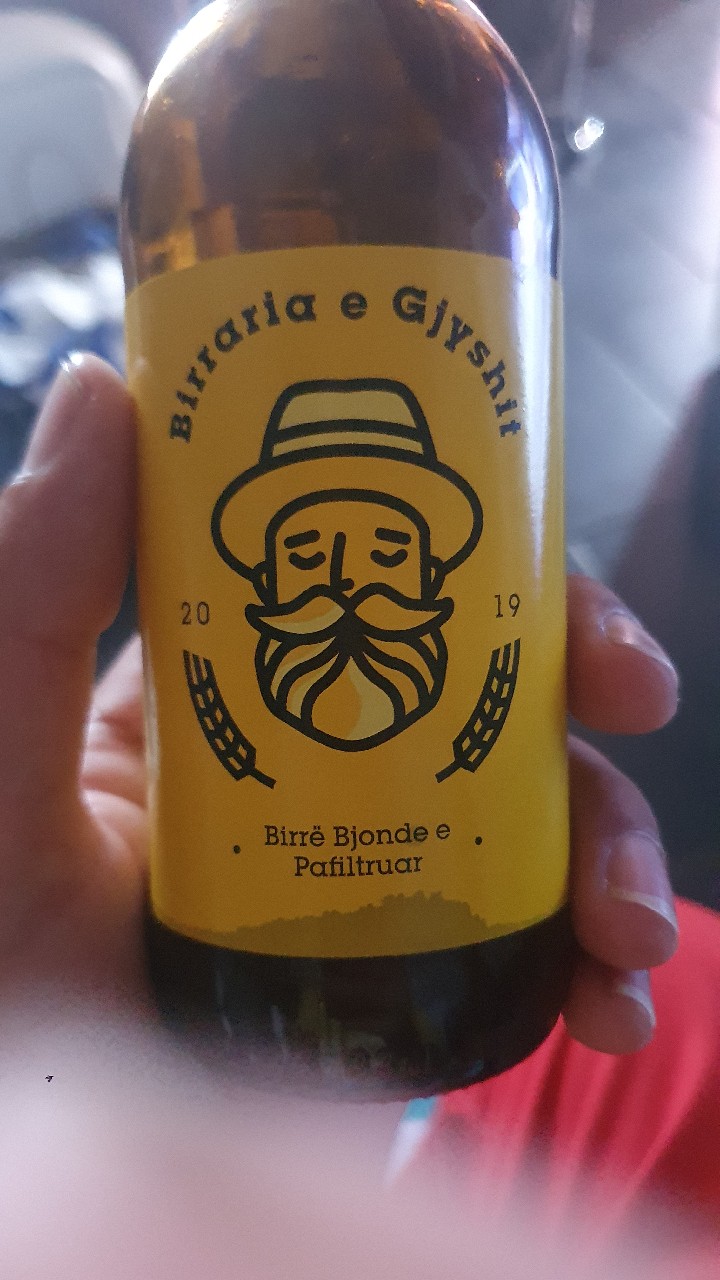 Birraria e Gjyshit
20 19
Birrë Bjonde e
Pafiltruar